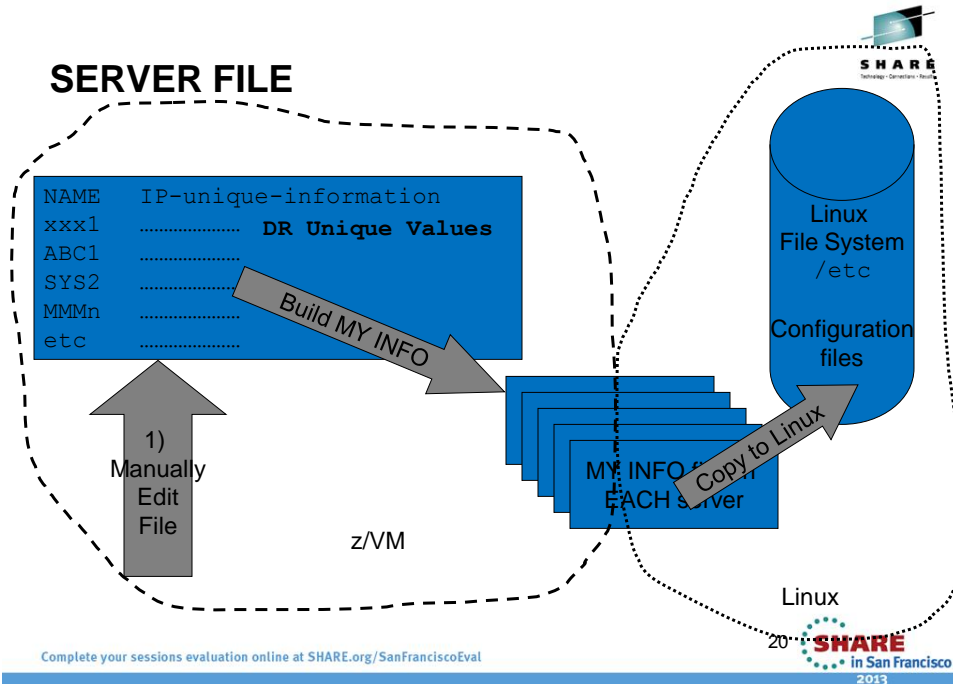 SHARE
Technology · Connections · Results
SERVER FILE
NAME IP-unique-information
xxx1 ................... DR Unique Values
ABC1 ...................
SYS2 ...................
MMMn ...................
etc ...................
Build MY INFO
1)
Manually
Edit
File
z/VM
MY INFO
EACH server
Copy to Linux
Linux
File System
/etc
Configuration
files
Linux
20
Complete your sessions evaluation online at SHARE.org/SanFranciscoEval
SHARE
in San Francisco
2013